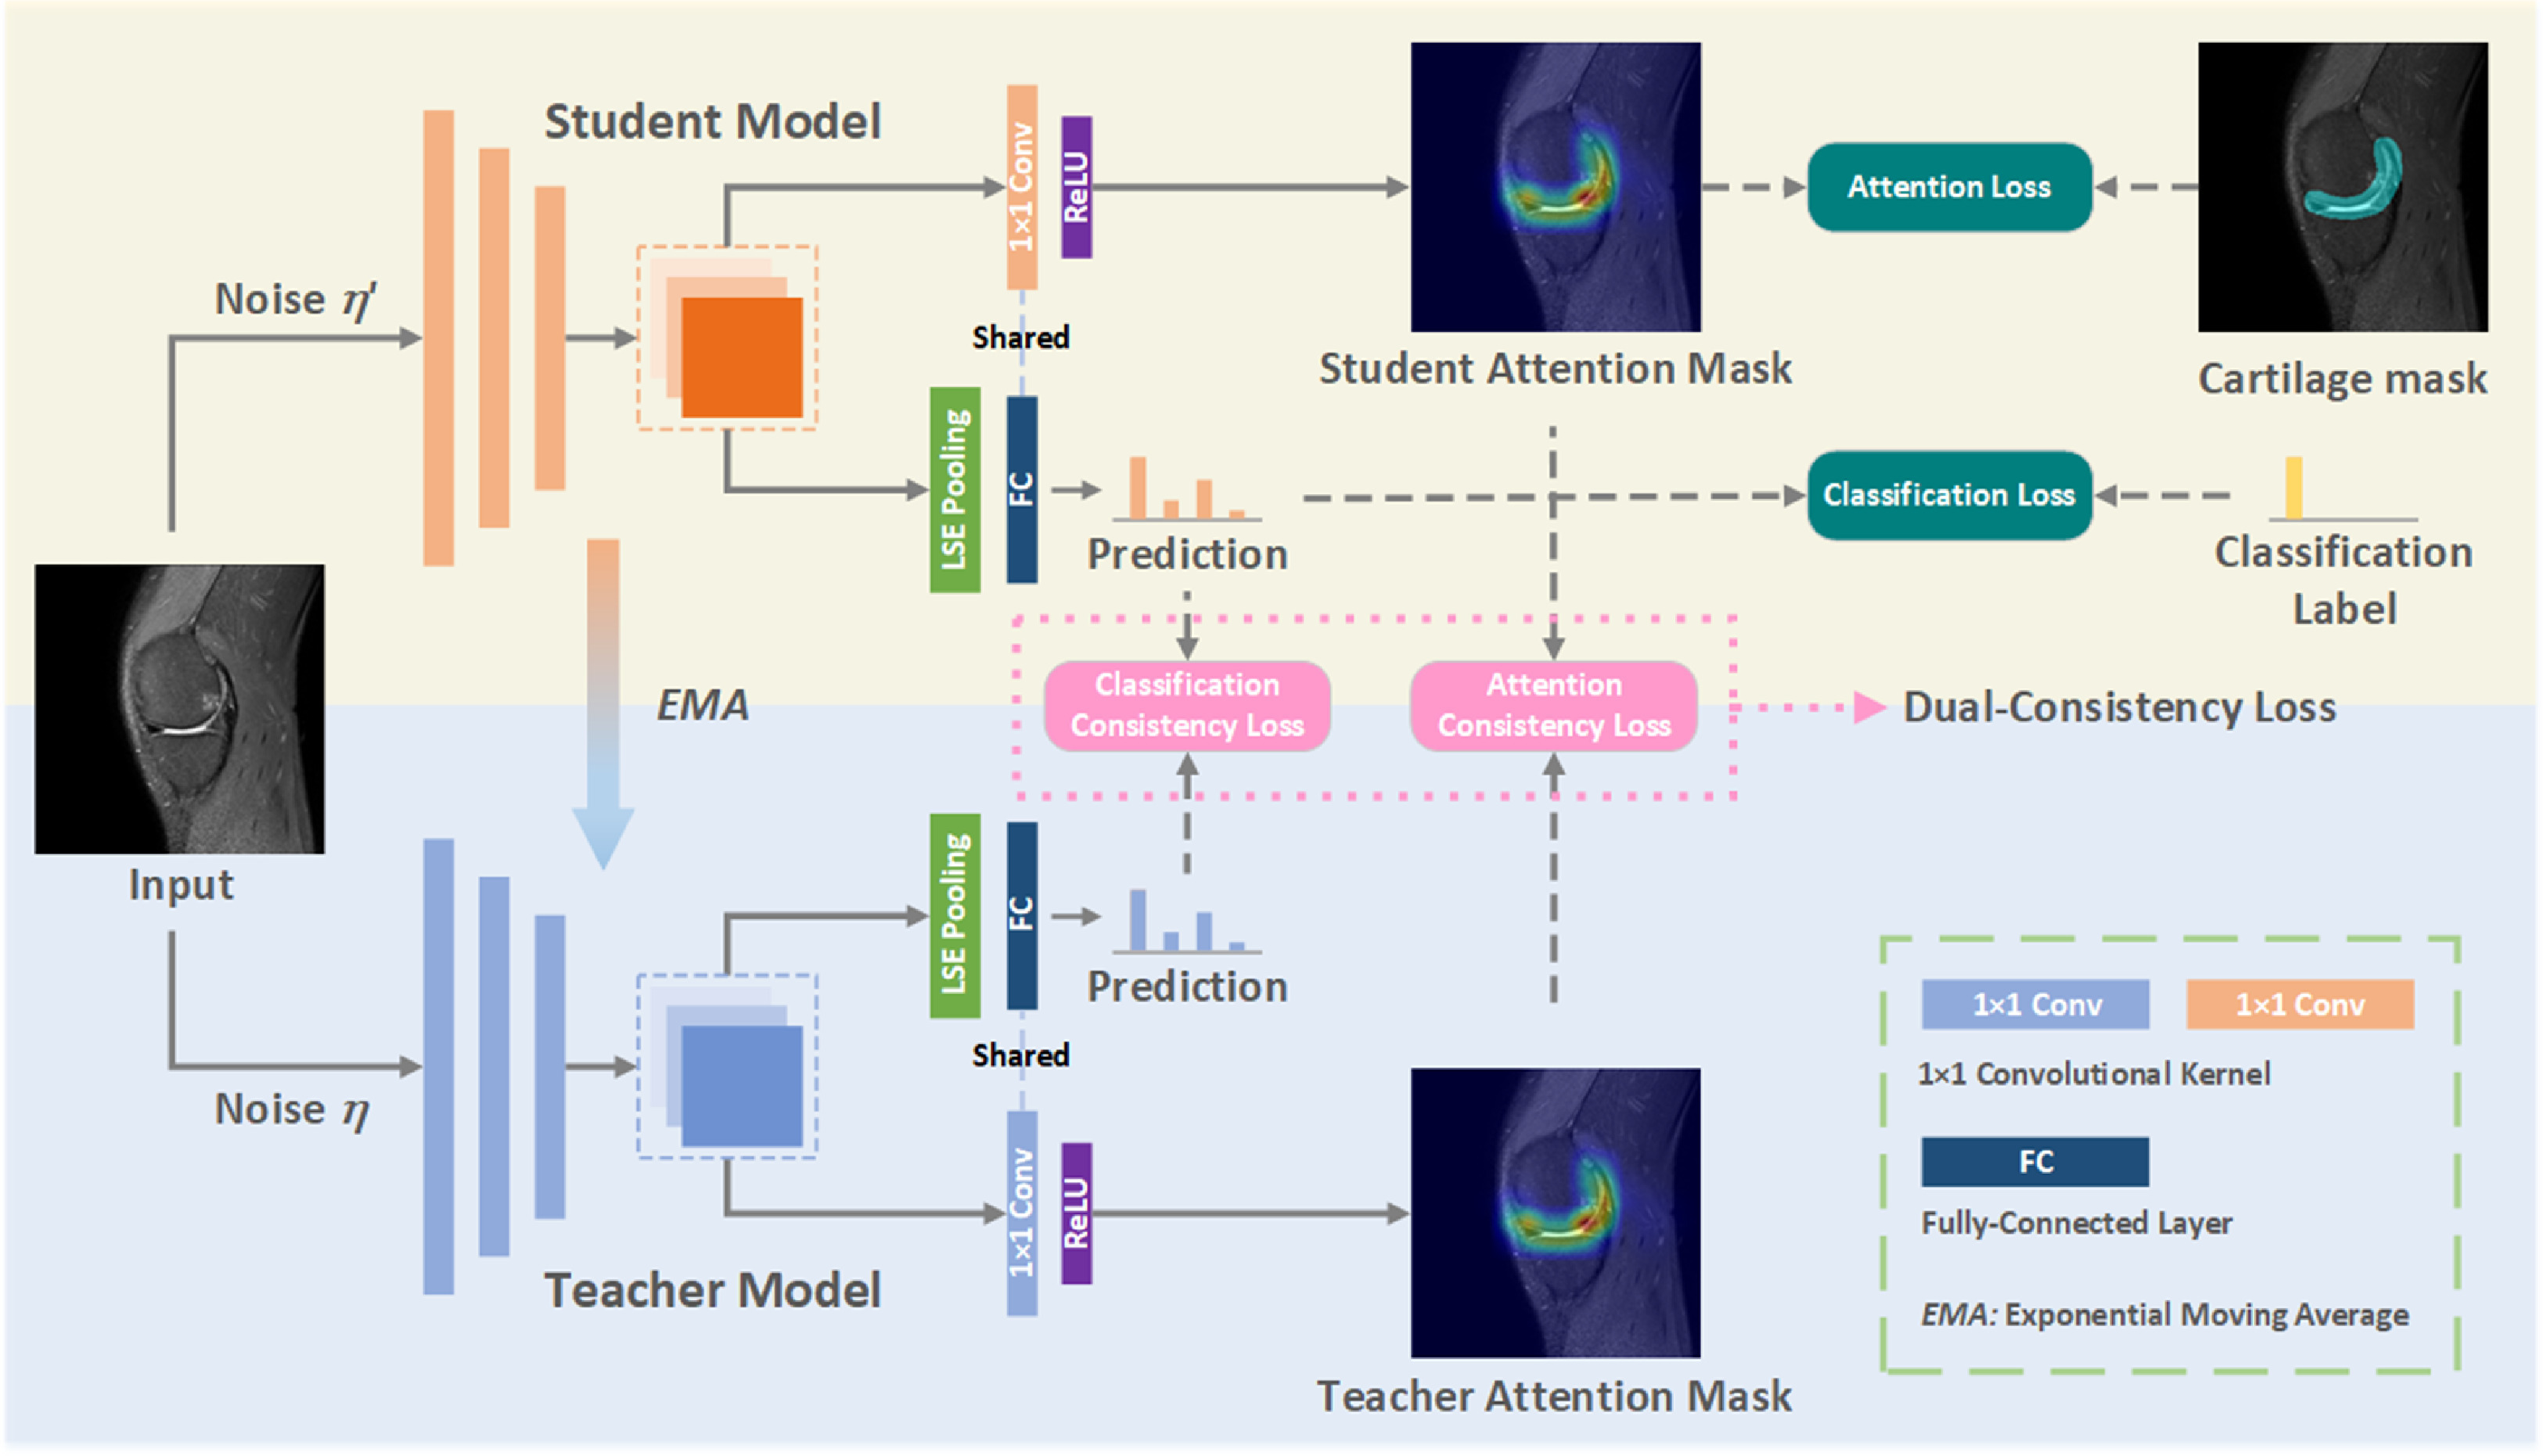 Student Model
1×1 Conv
ReLU
Attention Loss
Noise η'
Shared
Student Attention Mask
Cartilage mask
LSE Pooling
FC
Prediction
Classification Loss
Classification
Label
EMA
Classification
Consistency Loss
Attention
Consistency Loss
Dual-Consistency Loss
Input
LSE Pooling
FC
Prediction
Shared
Noise η
1×1 Conv
ReLU
Teacher Model
Teacher Attention Mask
1×1 Conv
1×1 Conv
1×1 Convolutional Kernel
FC
Fully-Connected Layer
EMA: Exponential Moving Average